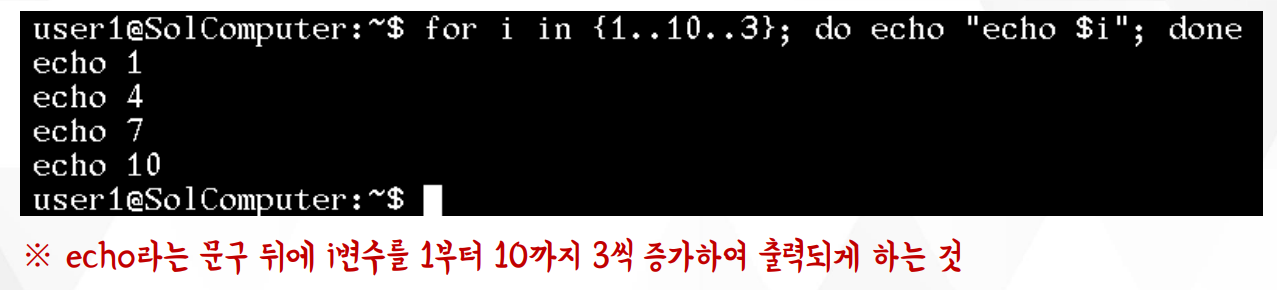 user1@SolComputer:~$ for i in {1..10..3}; do echo "echo $i"; done
echo 1
echo 4
echo 7
echo 10
user1@SolComputer:~$
※ echo라는 문구 뒤에 i변수를 1부터 10까지 3씩 증가하여 출력되게 하는 것